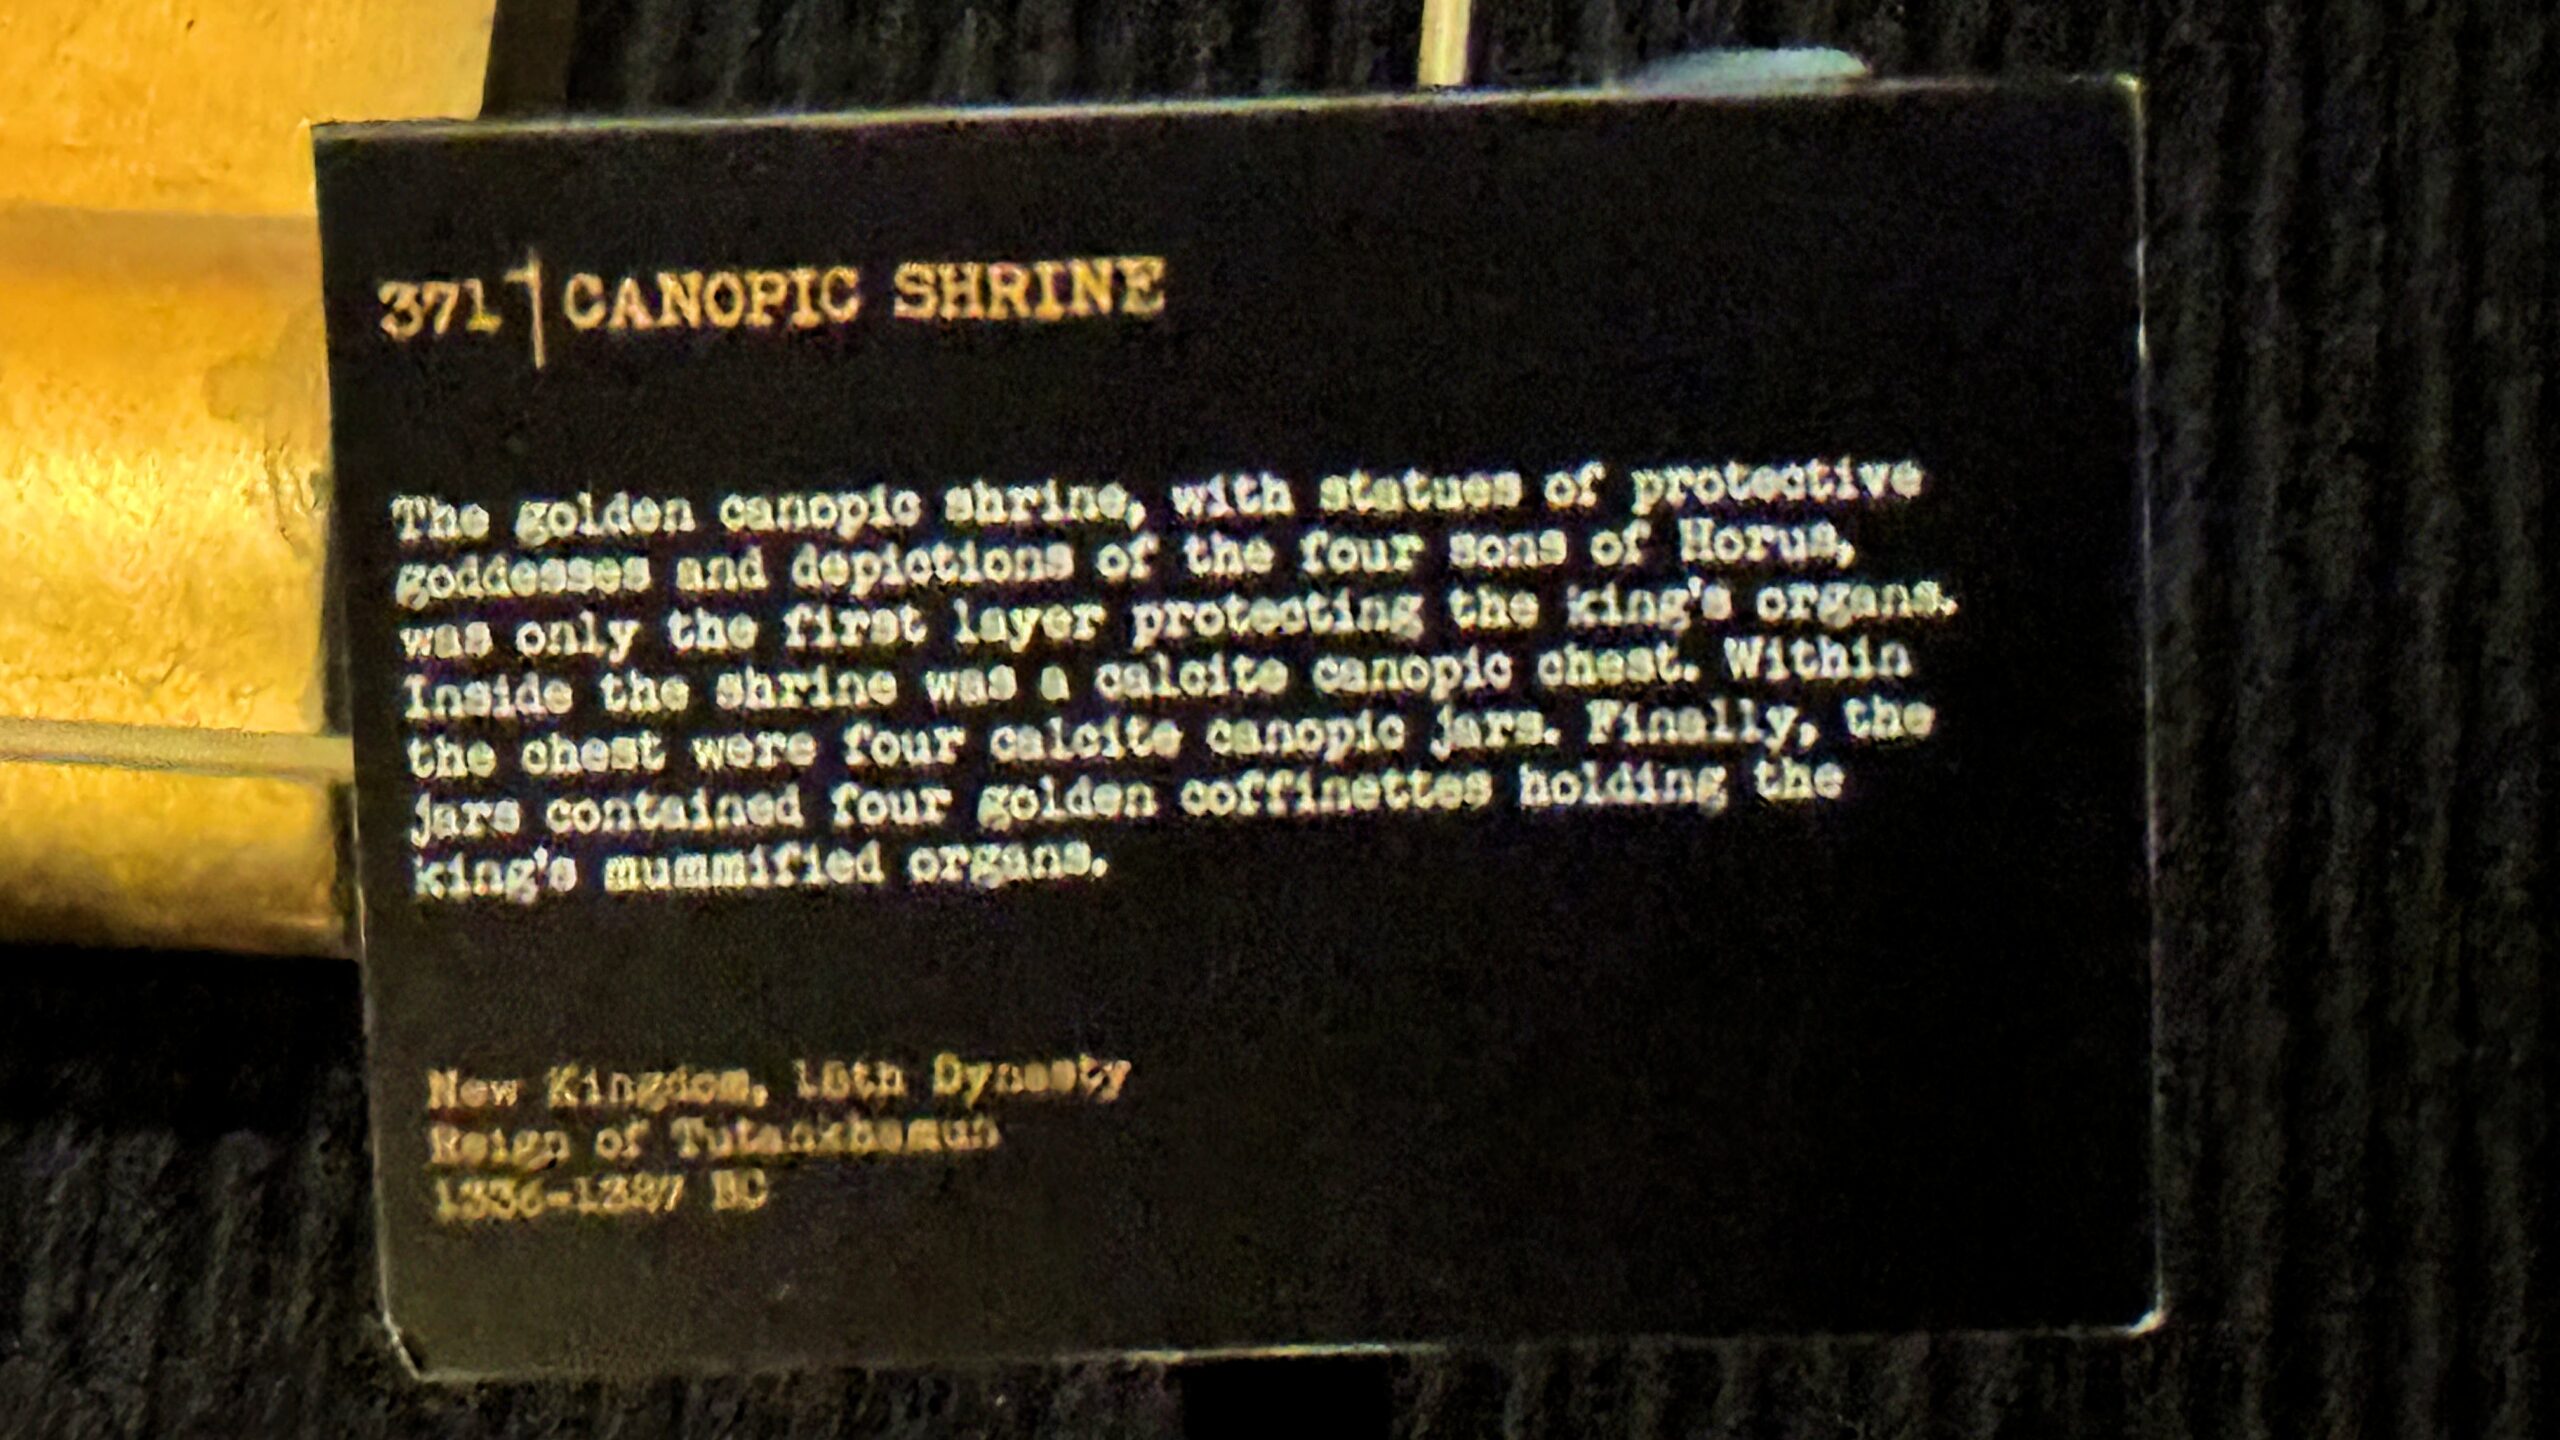 371 | CANOPIC SHRINE
The golden canopic shrine, with statues of protective
goddesses and depictions of the four sons of Horus,
was only the first layer protecting the king's organs.
Inside the shrine was a calcite canopic chest. Within
the chest were four calcite canopic jars. Finally, the
jars contained four golden coffinettes holding the
king's mummified organs.
New Kingdom, 18th Dynasty
Reign of Tutankhamun
1336-1327 BC